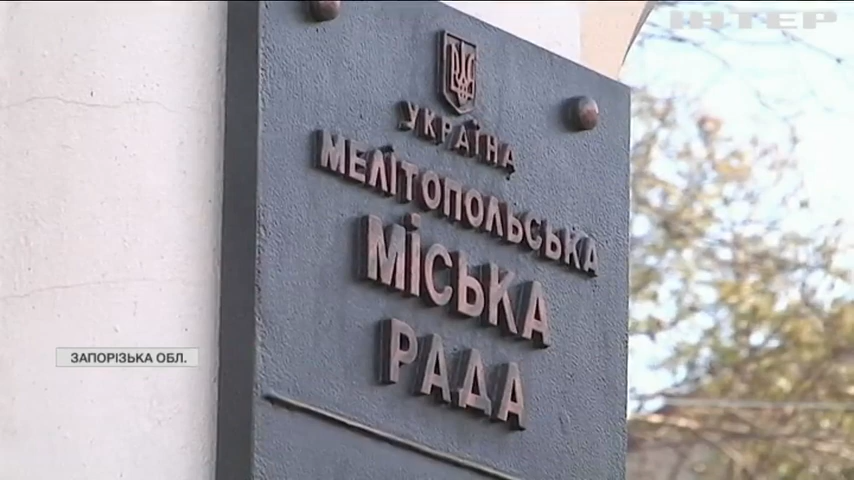 ІНТЕР
УКРАЇНА
МЕЛІТОПОЛЬСЬКА
МІСЬКА
РАДА
ЗАПОРІЗЬКА ОБЛ.